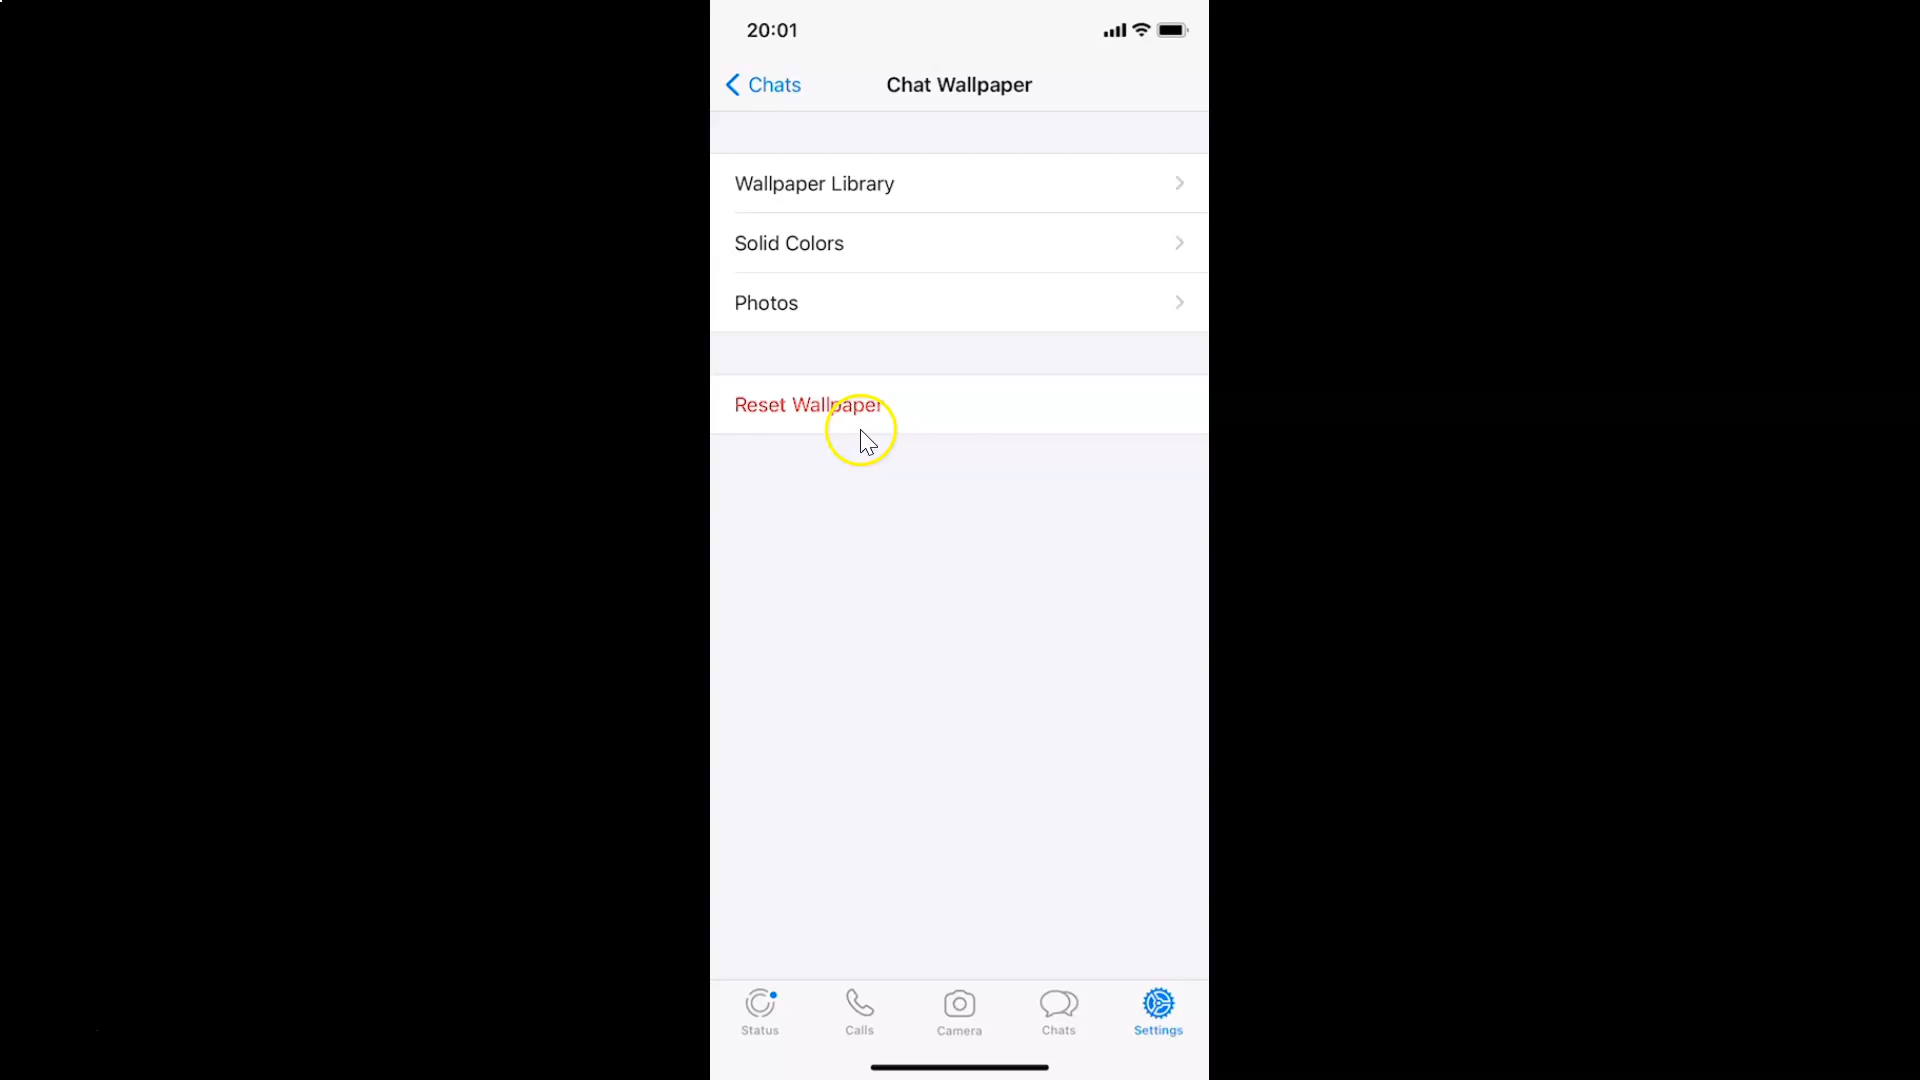 20:01
Chats
Chat Wallpaper
Wallpaper Library
Solid Colors
Photos
Reset Wallpaper
Status
Calls
Camera
Chats
Settings